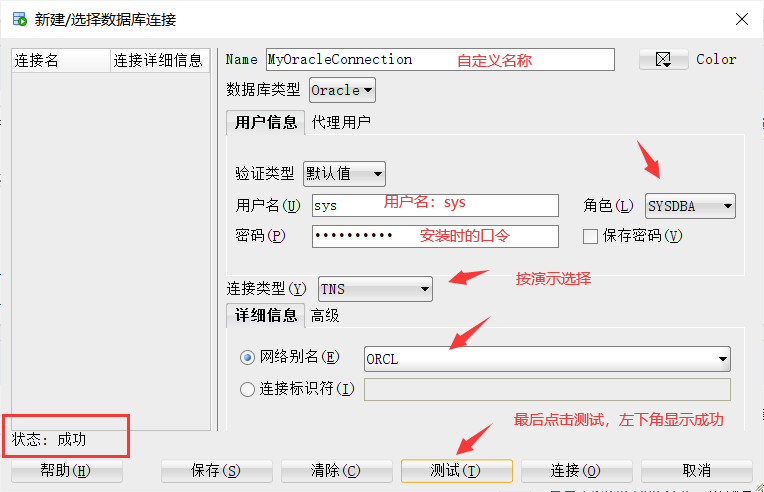 新建/选择数据库连接
连接名 连接详细信息
Name MyOracleConnection 自定义名称 Color
数据库类型 Oracle
用户信息 代理用户
验证类型 默认值
用户名(U) sys 用户名：sys 角色(L) SYSDBA
密码(P) •••••••••• 安装时的口令 保存密码(V)
连接类型(Y) TNS 按演示选择
详细信息 高级
网络别名(E) ORCL
连接标识符(I)
最后点击测试，左下角显示成功
状态: 成功
帮助(H) 保存(S) 清除(C) 测试(T) 连接(O) 取消